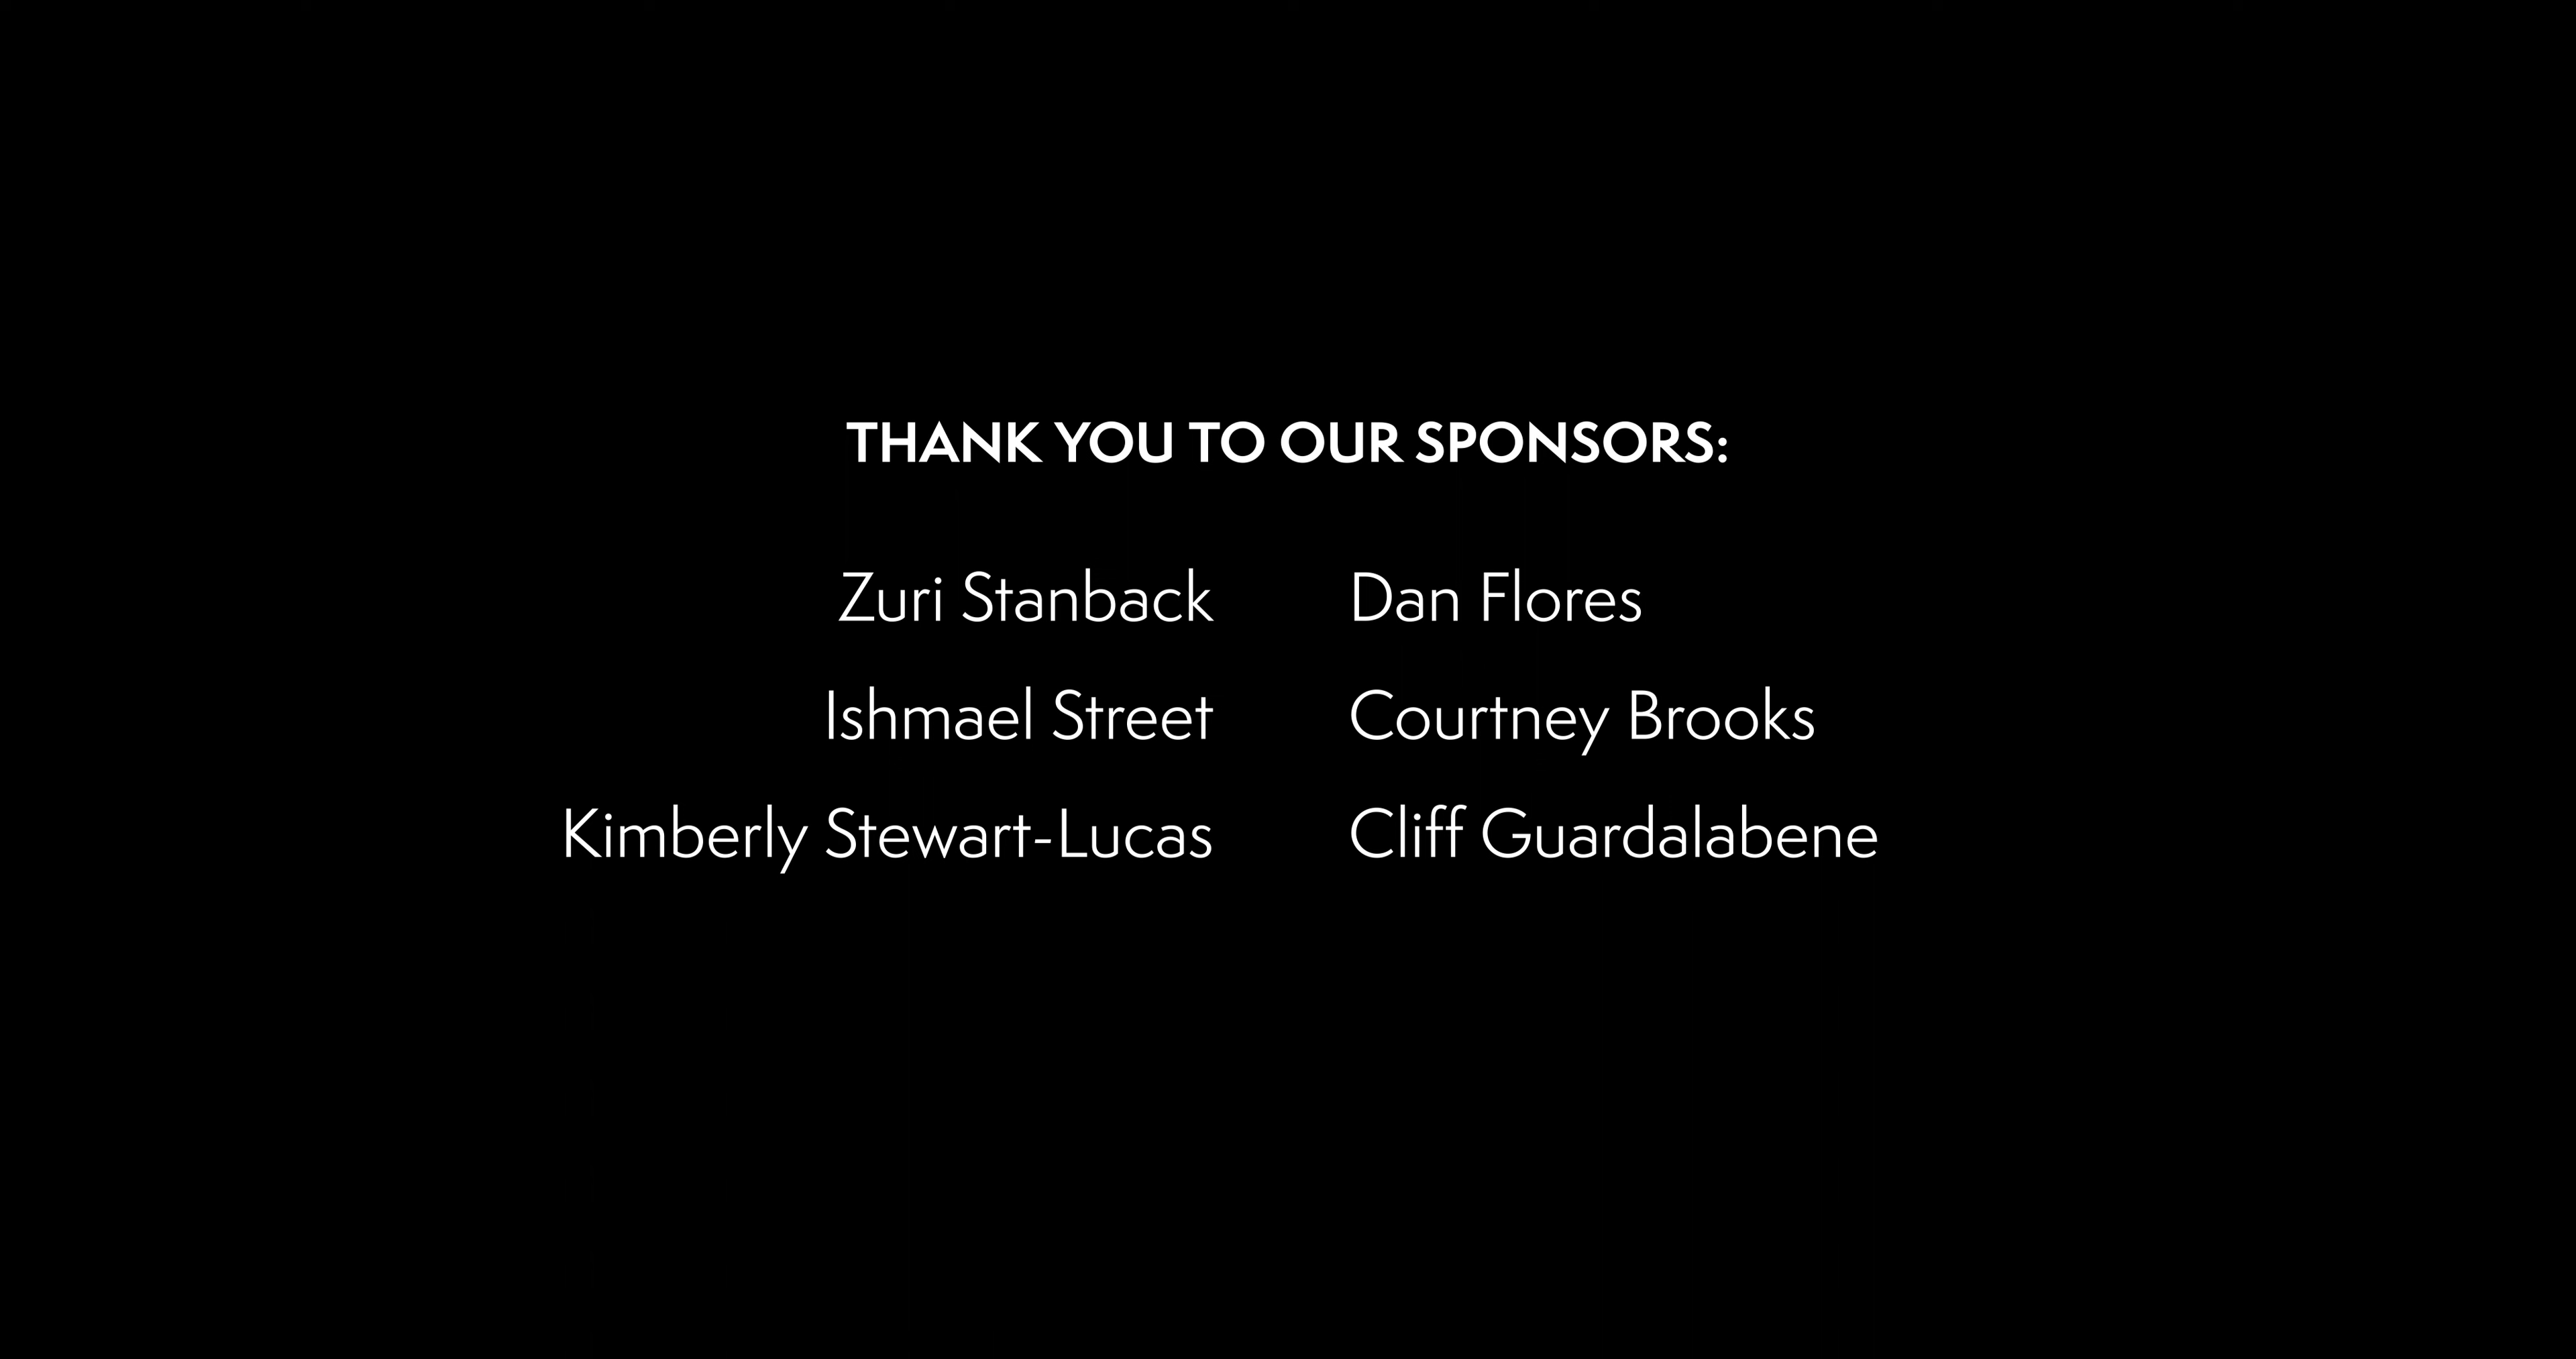 THANK YOU TO OUR SPONSORS:
Zuri Stanback Dan Flores
Ishmael Street Courtney Brooks
Kimberly Stewart-Lucas Cliff Guardalabene